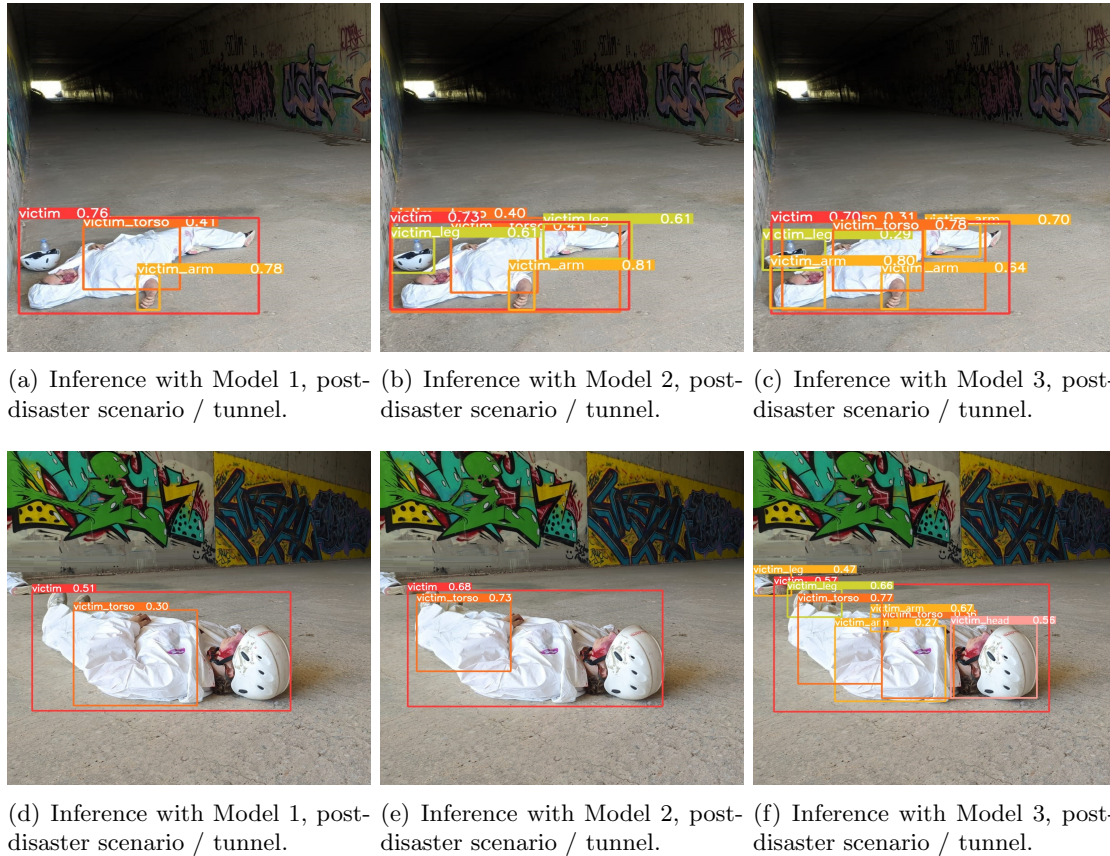 victim 0.76
victim_torso 0.41
victim_arm 0.78
(a) Inference with Model 1, post-
disaster scenario / tunnel.
victim 0.73
0.40
victim_leg 0.61
victim_leg 0.61
0.41
victim_arm 0.81
(b) Inference with Model 2, post-
disaster scenario / tunnel.
victim 0.70
0.31
victim_arm 0.70
victim_torso 0.78
0.29
victim_arm 0.80
victim_arm 0.64
(c) Inference with Model 3, post-
disaster scenario / tunnel.
victim 0.51
victim_torso 0.30
(d) Inference with Model 1, post-
disaster scenario / tunnel.
victim 0.68
victim_torso 0.73
(e) Inference with Model 2, post-
disaster scenario / tunnel.
victim_leg 0.47
victim 0.57
victim_leg 0.66
victim_torso 0.77
victim_arm 0.67
victim_arm 0.27
victim_head 0.56
(f) Inference with Model 3, post-
disaster scenario / tunnel.